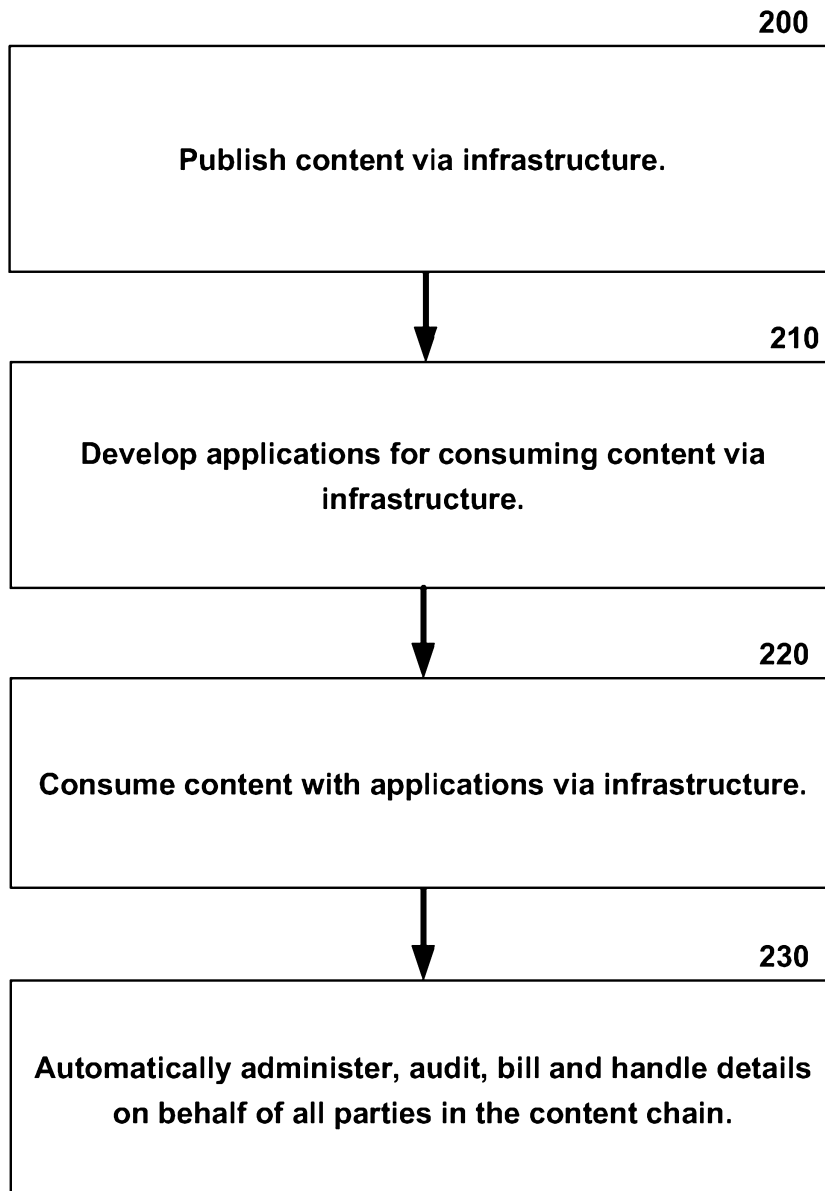 200
Publish content via infrastructure.
210
Develop applications for consuming content via
infrastructure.
220
Consume content with applications via infrastructure.
230
Automatically administer, audit, bill and handle details
on behalf of all parties in the content chain.